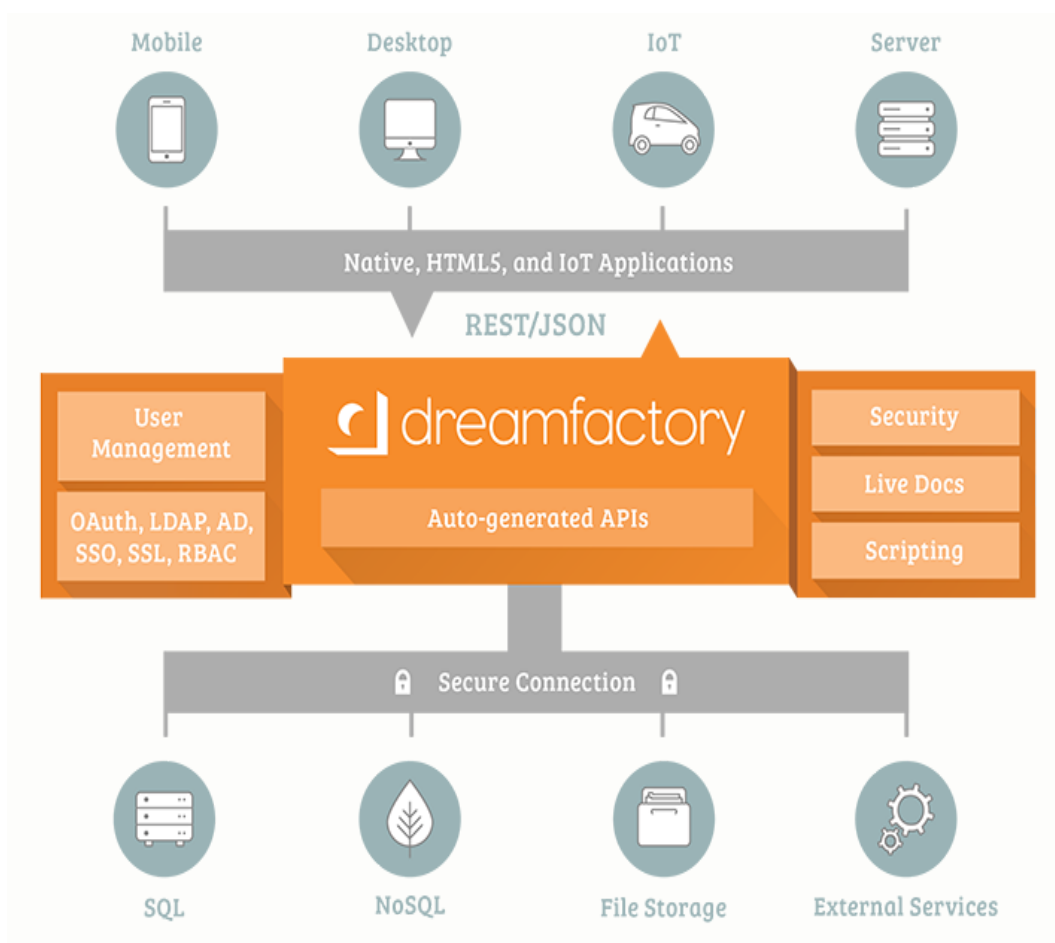 Mobile
Desktop
IoT
Server
Native, HTML5, and IoT Applications
REST/JSON
User
Management
OAuth, LDAP, AD,
SSO, SSL, RBAC
dreamfactory
Auto-generated APIs
Security
Live Docs
Scripting
Secure Connection
SQL
NoSQL
File Storage
External Services